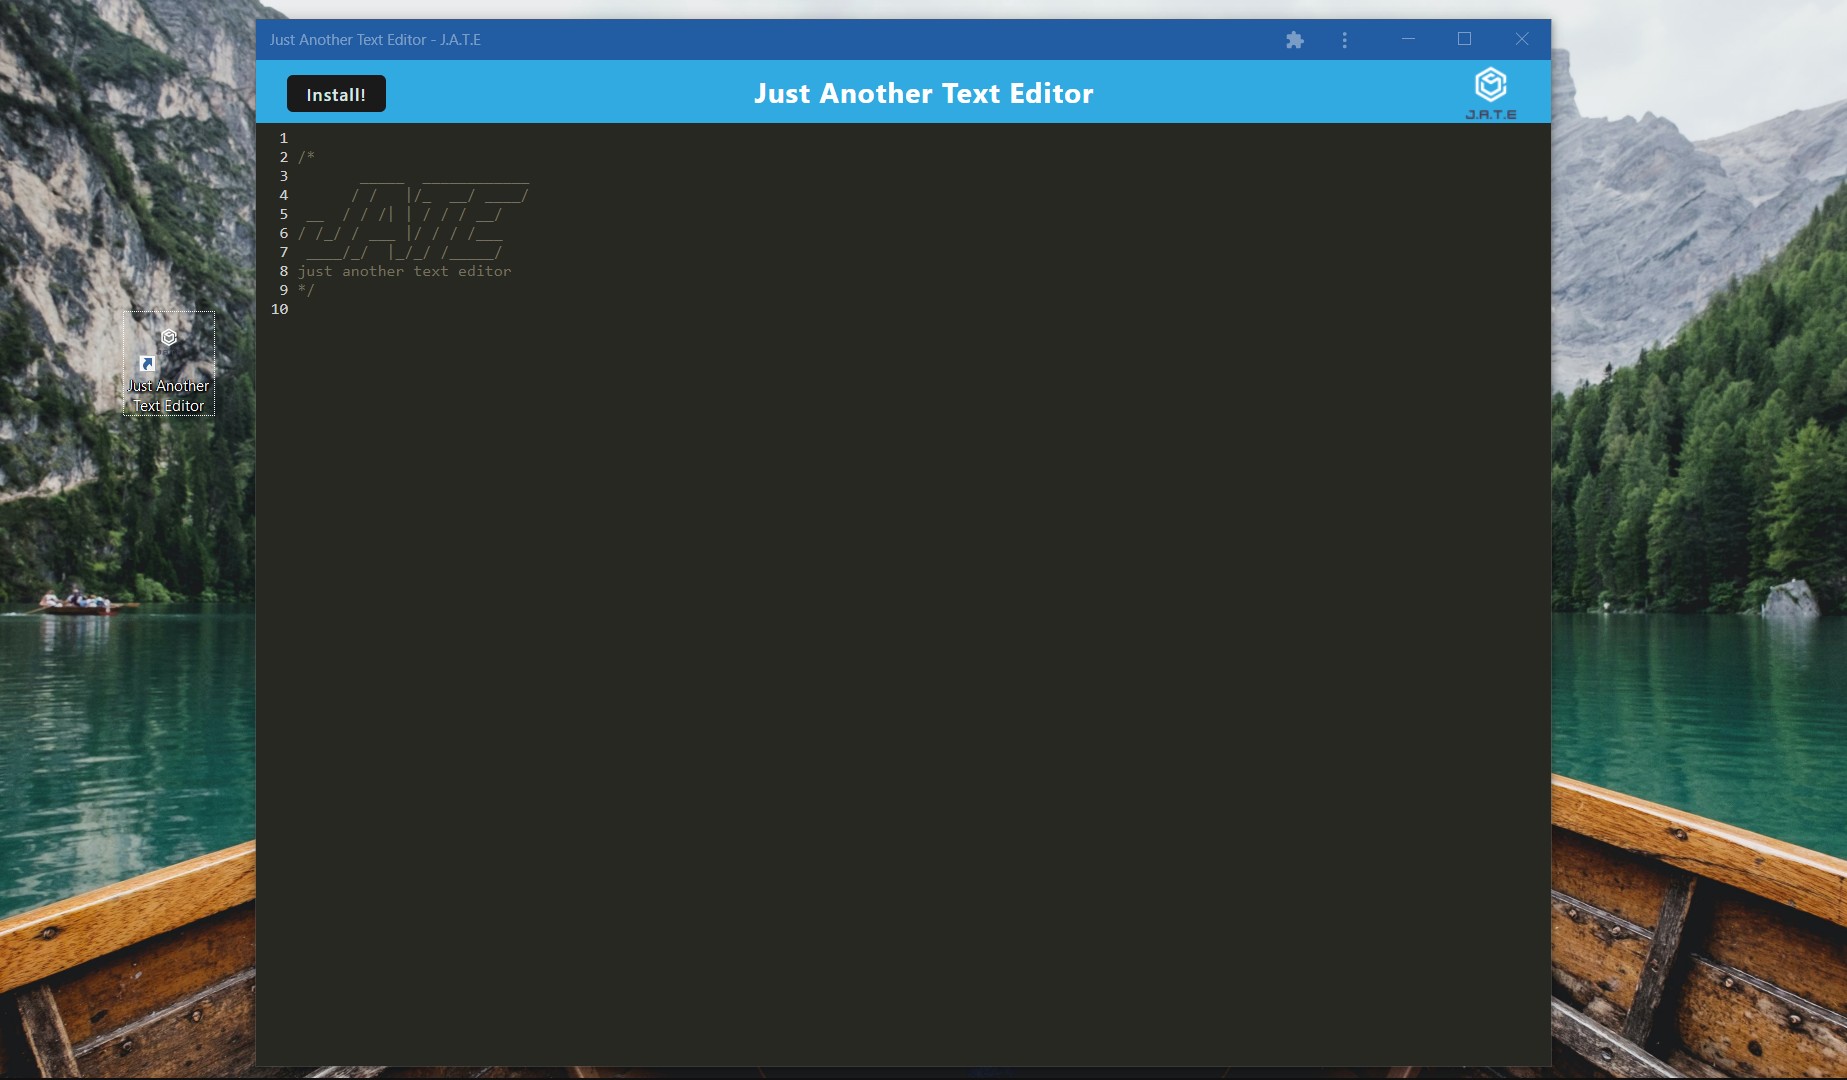 Just Another Text Editor - J.A.T.E
Install!
Just Another Text Editor
J.A.T.E
1
2 /*
3        _____  ____________
4       / /   |/_  __/ ____/
5  __  / / /| | / / / __/
6 / /_/ / ___ |/ / / /___
7  ____/_/  |_/_/ /_____/
8 just another text editor
9 */
10
Just Another
Text Editor